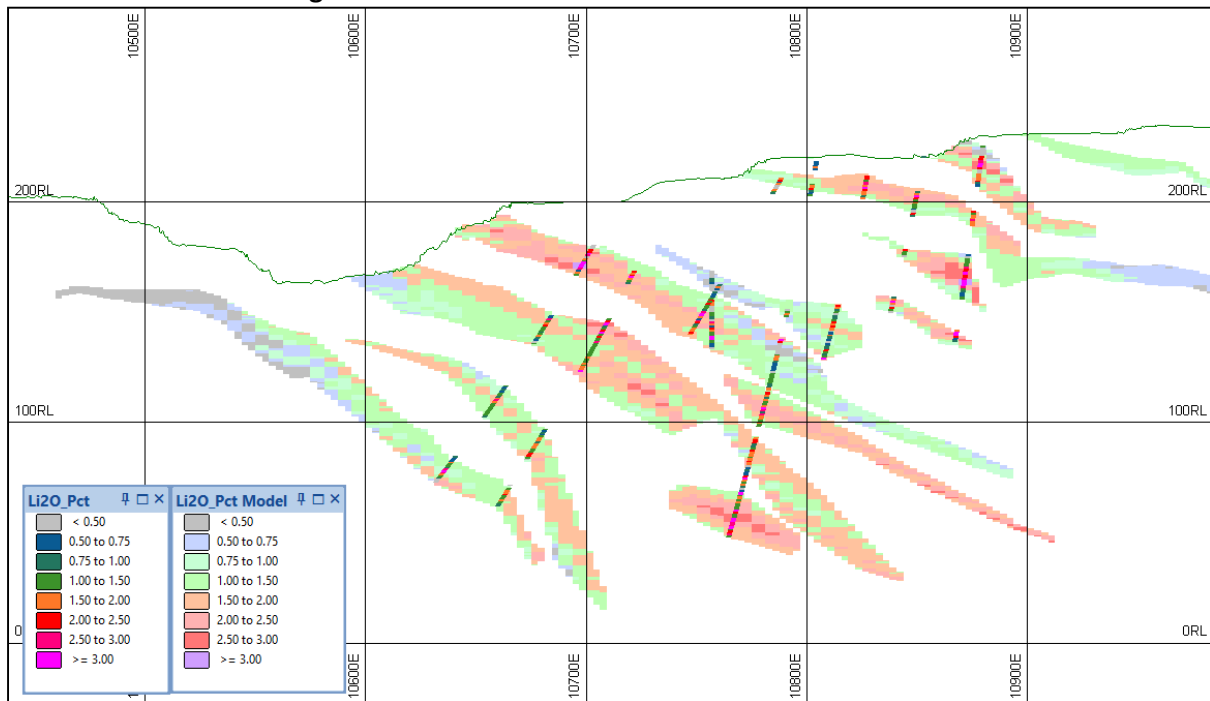 10500E
10600E
10700E
10800E
10900E
200RL
200RL
100RL
100RL
Li2O_Pct
< 0.50
0.50 to 0.75
0.75 to 1.00
1.00 to 1.50
1.50 to 2.00
2.00 to 2.50
2.50 to 3.00
>= 3.00
Li2O_Pct Model
< 0.50
0.50 to 0.75
0.75 to 1.00
1.00 to 1.50
1.50 to 2.00
2.00 to 2.50
2.50 to 3.00
>= 3.00
0RL
10600E
10700E
10800E
10900E